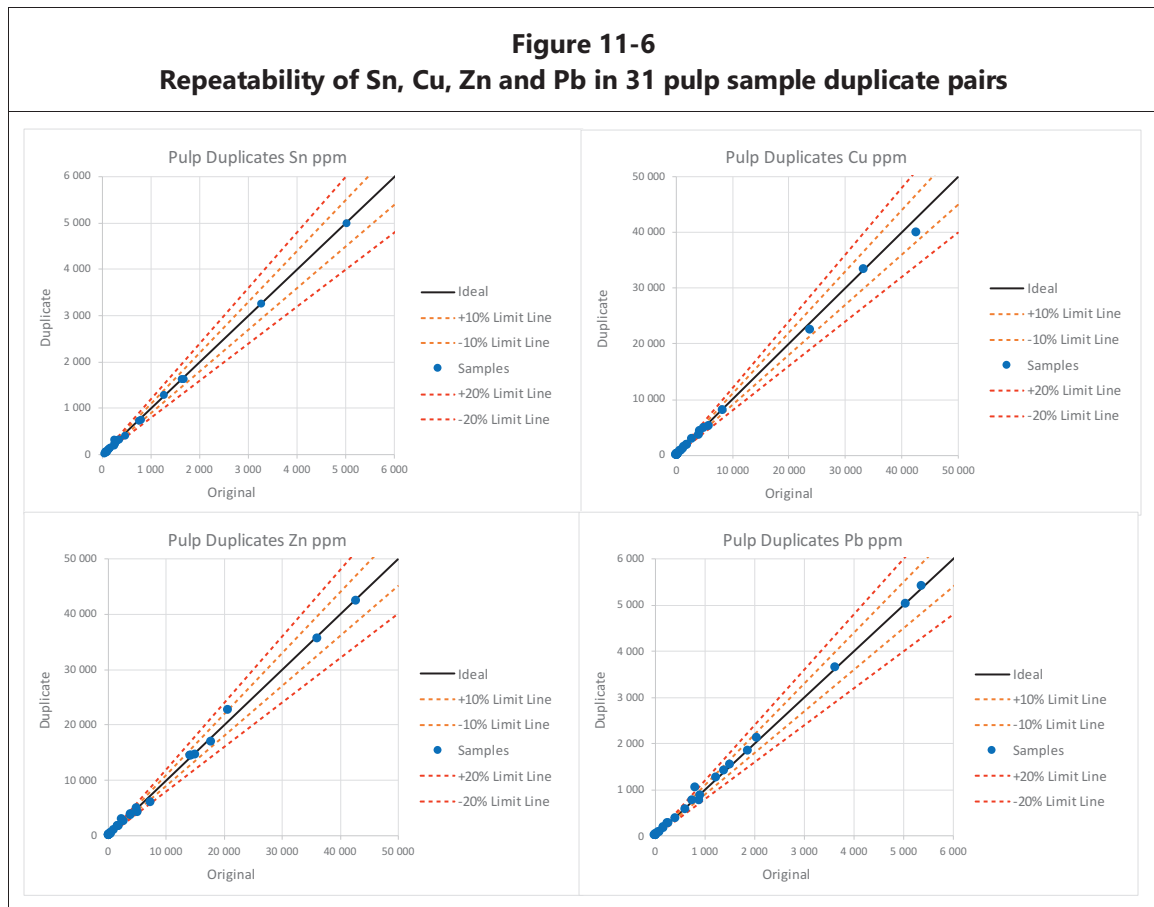 Figure 11-6
Repeatability of Sn, Cu, Zn and Pb in 31 pulp sample duplicate pairs
Pulp Duplicates Sn ppm
6 000
5 000
4 000
3 000
2 000
1 000
0
Duplicate
0 1 000 2 000 3 000 4 000 5 000 6 000
Original
Ideal
+10% Limit Line
-10% Limit Line
Samples
+20% Limit Line
-20% Limit Line
Pulp Duplicates Cu ppm
50 000
40 000
30 000
20 000
10 000
0
Duplicate
0 10 000 20 000 30 000 40 000 50 000
Original
Ideal
+10% Limit Line
-10% Limit Line
Samples
+20% Limit Line
-20% Limit Line
Pulp Duplicates Zn ppm
50 000
40 000
30 000
20 000
10 000
0
Duplicate
0 10 000 20 000 30 000 40 000 50 000
Original
Ideal
+10% Limit Line
-10% Limit Line
Samples
+20% Limit Line
-20% Limit Line
Pulp Duplicates Pb ppm
6 000
5 000
4 000
3 000
2 000
1 000
0
Duplicate
0 1 000 2 000 3 000 4 000 5 000 6 000
Original
Ideal
+10% Limit Line
-10% Limit Line
Samples
+20% Limit Line
-20% Limit Line